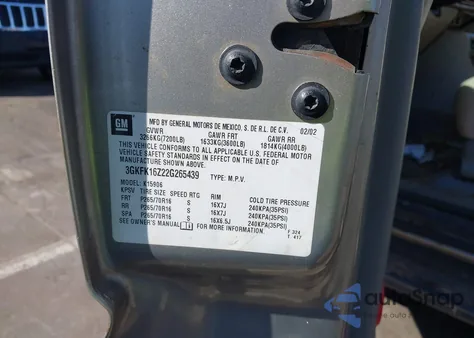 GM
MFD BY GENERAL MOTORS DE MEXICO, S. DE R.L. DE C.V. 02/02
GVWR GAWR FRT GAWR RR
3266KG(7200LB) 1633KG(3600LB) 1814KG(4000LB)
THIS VEHICLE CONFORMS TO ALL APPLICABLE U.S. FEDERAL
MOTOR VEHICLE SAFETY STANDARDS IN EFFECT ON THE DATE OF
MANUFACTURE SHOWN ABOVE.
3GKFK16Z22G265439 TYPE: M.P.V.
MODEL: K15906
KPDV TIRE SIZE SPEED RTG RIM COLD TIRE PRESSURE
FRT P265/70R16 S 16X7J 240KPA(35PSI)
RR P265/70R16 S 16X7J 240KPA(35PSI)
SPA P265/70R16 S 16X6.5J 240KPA(35PSI)
SEE OWNER'S MANUAL FOR MORE INFORMATION.
F 324
T 417
autoSnap